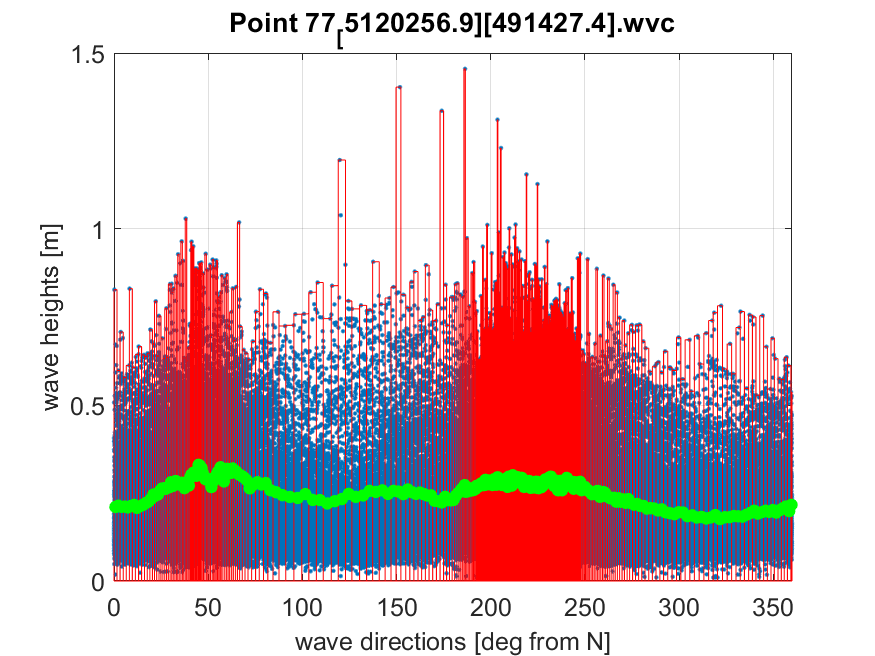 Point 77[5120256.9][491427.4].wvc
1.5
1
0.5
0
0 50 100 150 200 250 300 350
wave heights [m]
wave directions [deg from N]